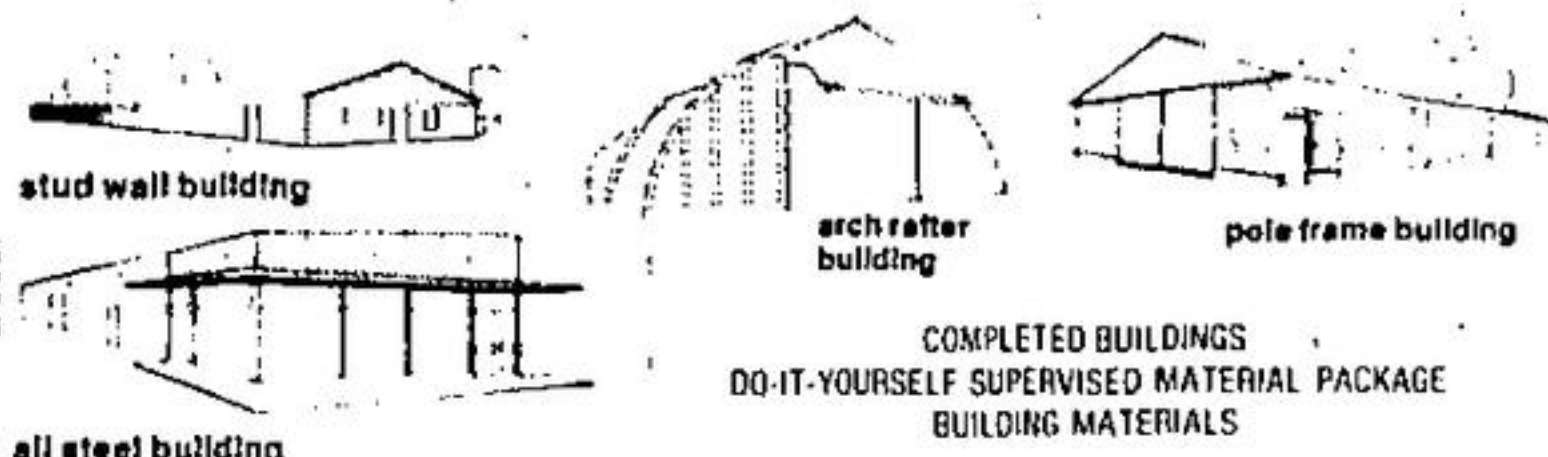 stud wall building
arch rafter
building
pole frame building
all steel building
COMPLETED BUILDINGS
DO-IT-YOURSELF SUPERVISED MATERIAL PACKAGE
BUILDING MATERIALS